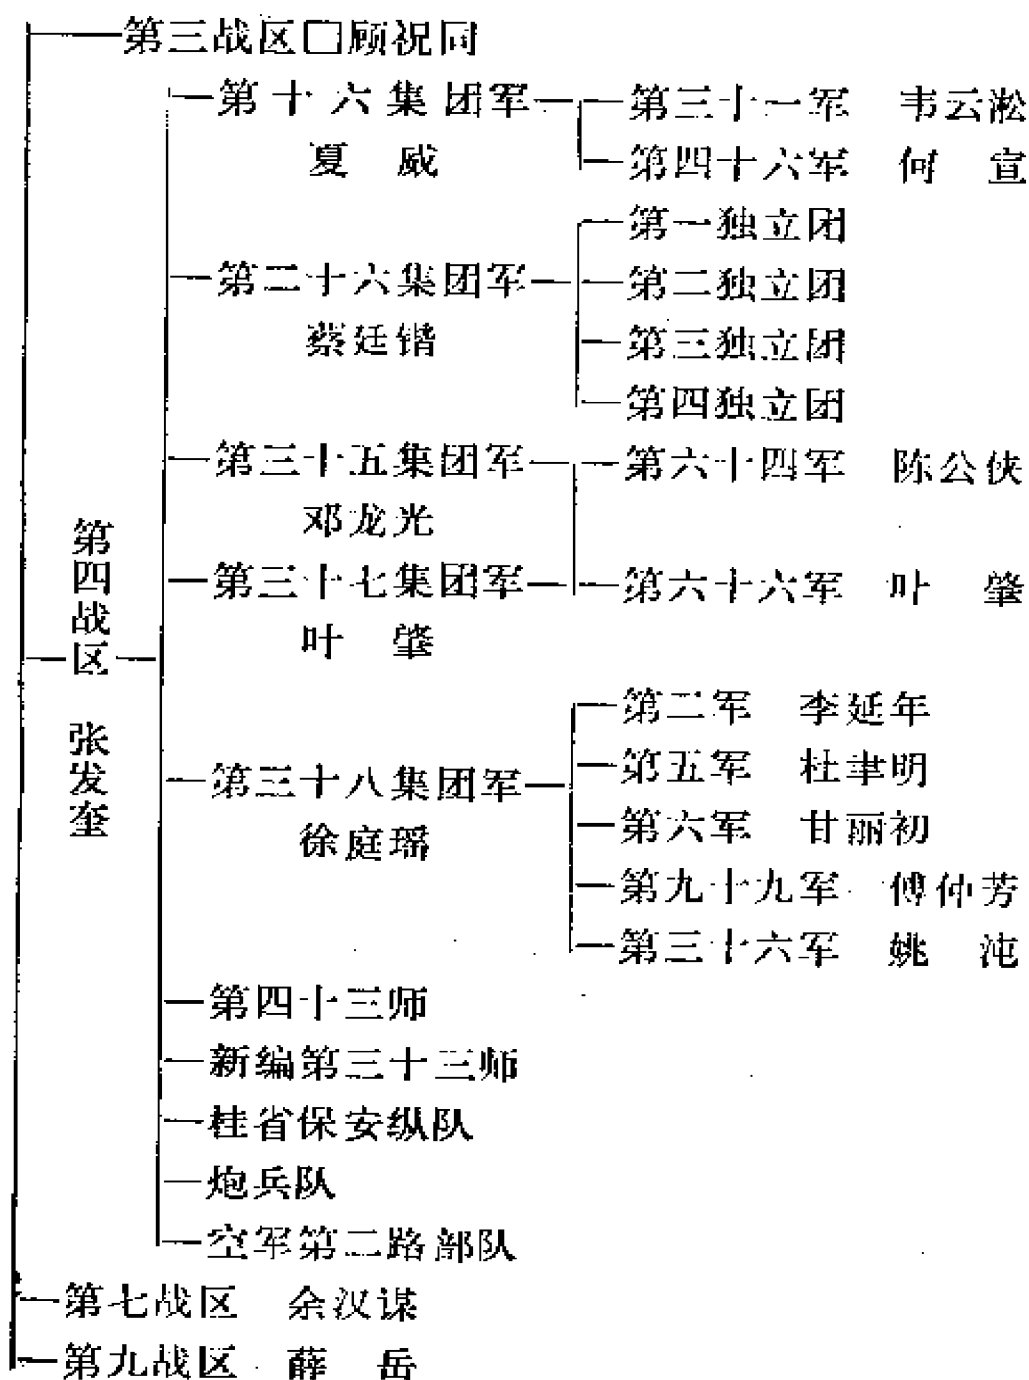 第三战区□顾祝同
第十六集团军
夏 威
第三十一军 韦云淞
第四十六军 何 宣
第二十六集团军
蔡廷锴
第一独立团
第二独立团
第三独立团
第四独立团
第三十五集团军
邓龙光
第六十四军 陈公侠
第三十七集团军
叶 肇
第六十六军 叶 肇
第四战区 张发奎
第三十八集团军
徐庭瑶
第二军 李延年
第五军 杜聿明
第六军 甘丽初
第九十九军 傅仲芳
第三十六军 姚 沌
第四十三师
新编第三十三师
桂省保安纵队
炮兵队
空军第二路部队
第七战区 余汉谋
第九战区 薛 岳